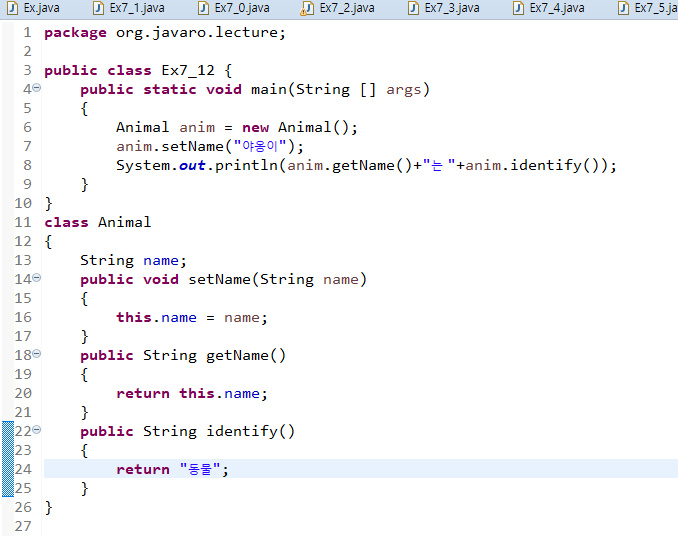 Ex.java Ex7_1.java Ex7_0.java Ex7_2.java Ex7_3.java Ex7_4.java Ex7_5.ja
1 package org.javaro.lecture;
2
3 public class Ex7_12 {
4 public static void main(String [] args)
5 {
6 Animal anim = new Animal();
7 anim.setName("야옹이");
8 System.out.println(anim.getName()+"는 "+anim.identify());
9 }
10 }
11 class Animal
12 {
13 String name;
14 public void setName(String name)
15 {
16 this.name = name;
17 }
18 public String getName()
19 {
20 return this.name;
21 }
22 public String identify()
23 {
24 return "동물";
25 }
26 }
27